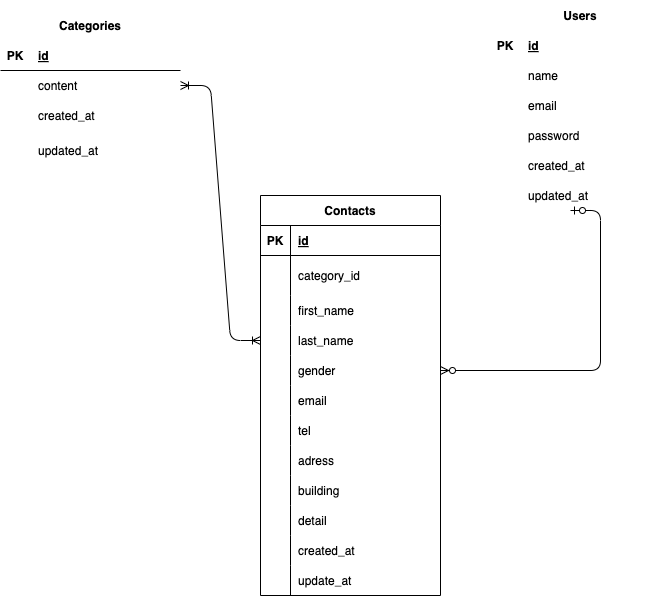 Categories
PK id
content
created_at
updated_at
Users
PK id
name
email
password
created_at
updated_at
Contacts
PK id
category_id
first_name
last_name
gender
email
tel
adress
building
detail
created_at
update_at